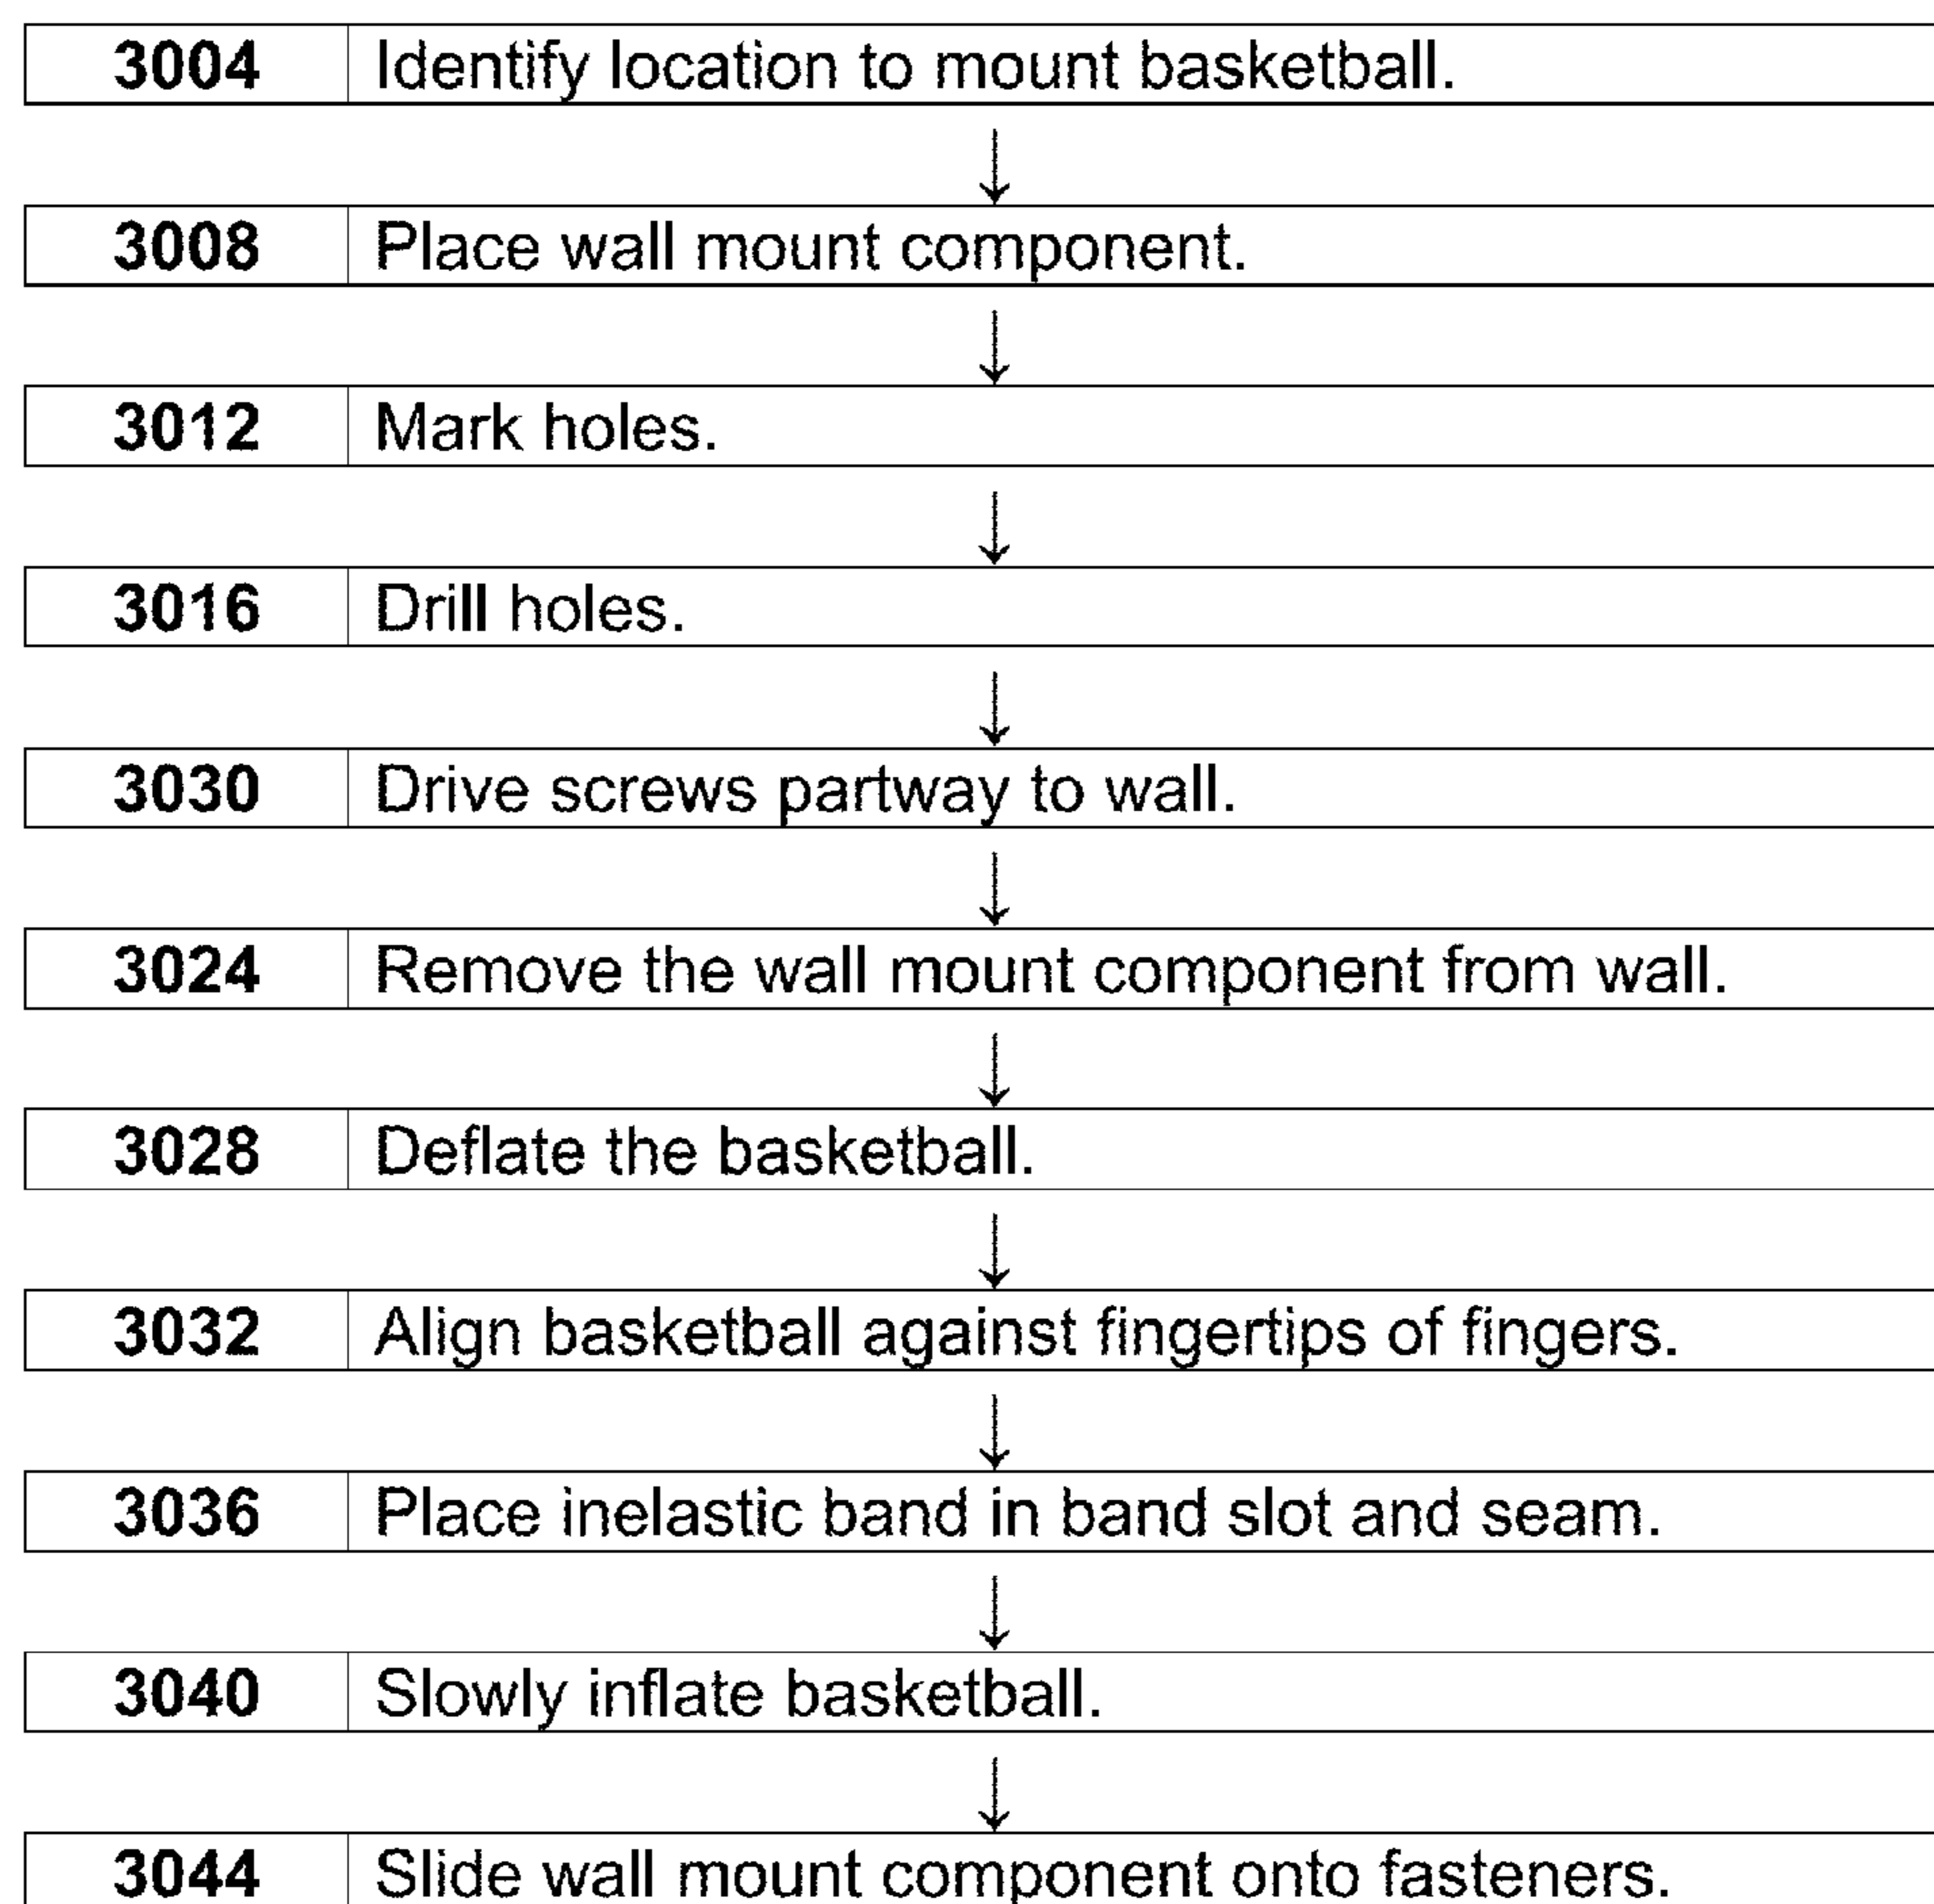 3004 Identify location to mount basketball.
3008 Place wall mount component.
3012 Mark holes.
3016 Drill holes.
3030 Drive screws partway to wall.
3024 Remove the wall mount component from wall.
3028 Deflate the basketball.
3032 Align basketball against fingertips of fingers.
3036 Place inelastic band in band slot and seam.
3040 Slowly inflate basketball.
3044 Slide wall mount component onto fasteners.